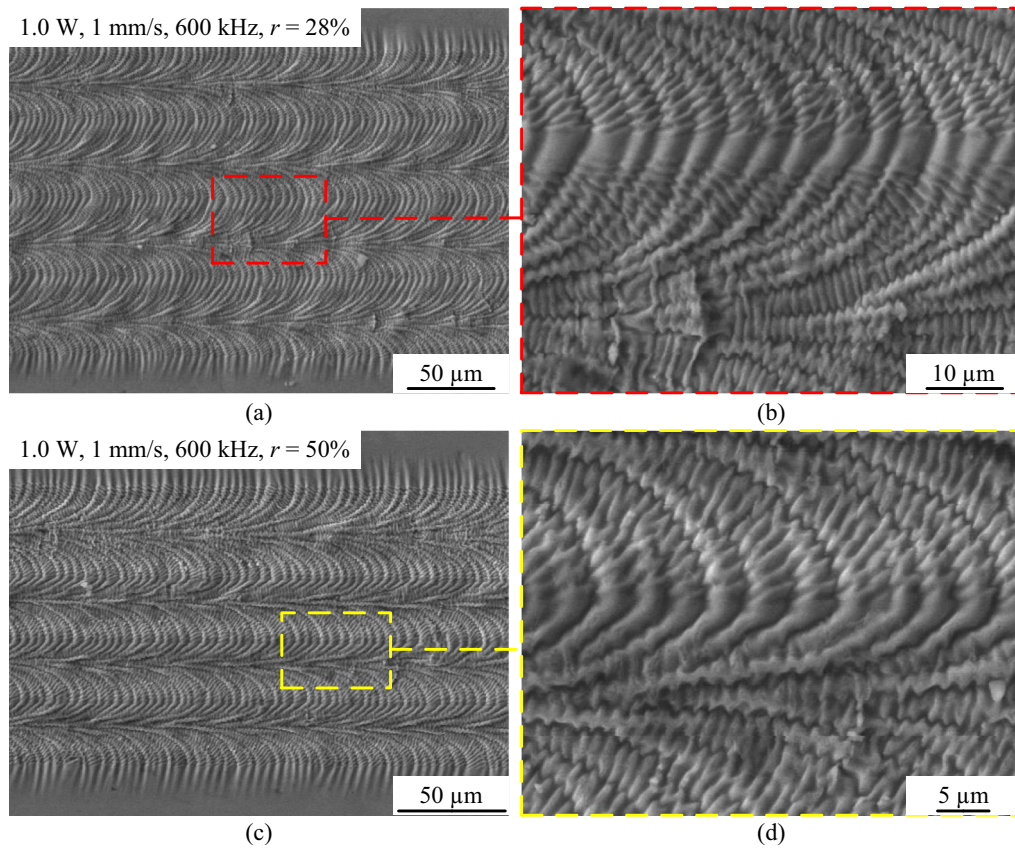 1.0 W, 1 mm/s, 600 kHz, r = 28%
50 µm
10 µm
(a)
(b)
1.0 W, 1 mm/s, 600 kHz, r = 50%
50 µm
5 µm
(c)
(d)